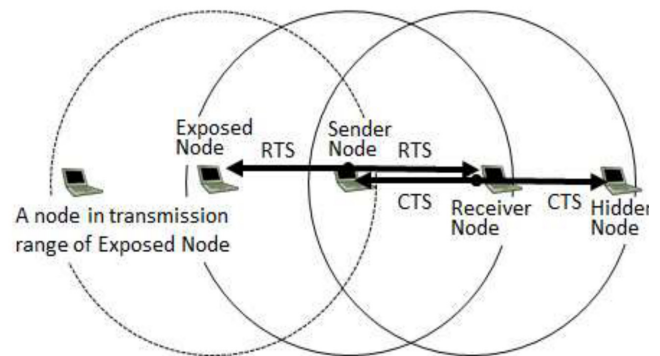 Exposed
Node
Sender
Node
RTS
RTS
CTS
CTS
A node in transmission
range of Exposed Node
Receiver
Node
Hidden
Node